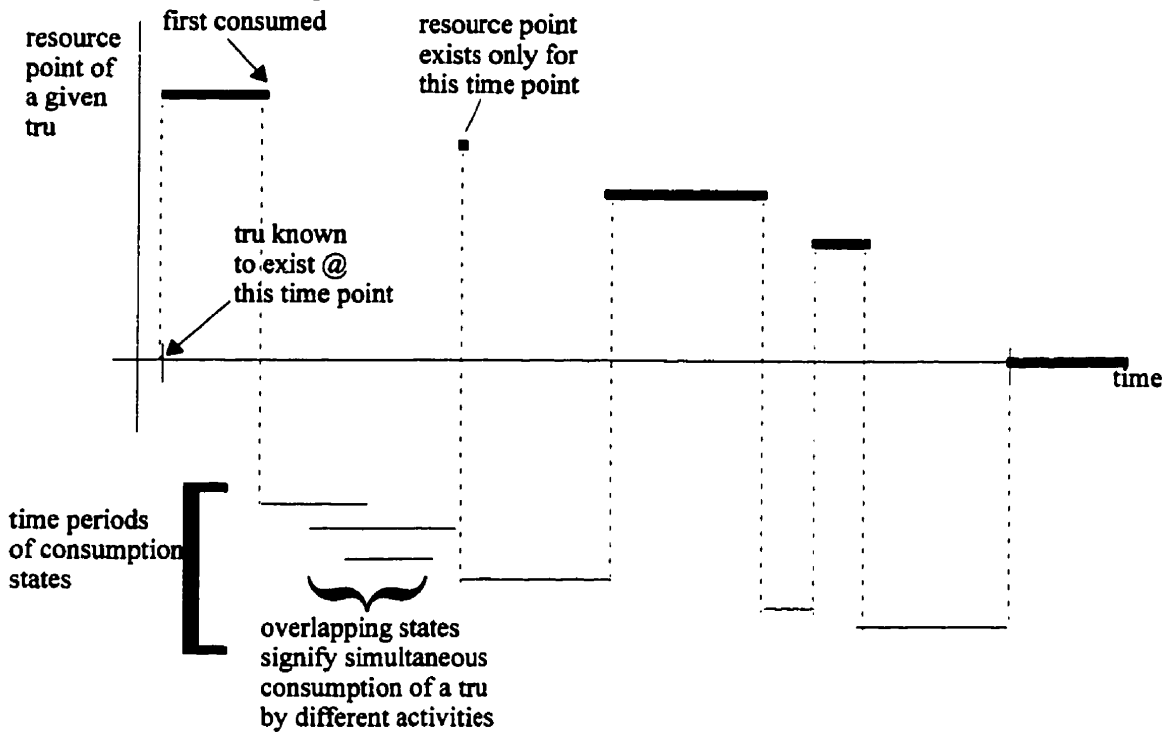 first consumed
resource
point of
a given
tru
resource point
exists only for
this time point
tru known
to exist @
this time point
time
time periods
of consumption
states
overlapping states
signify simultaneous
consumption of a tru
by different activities